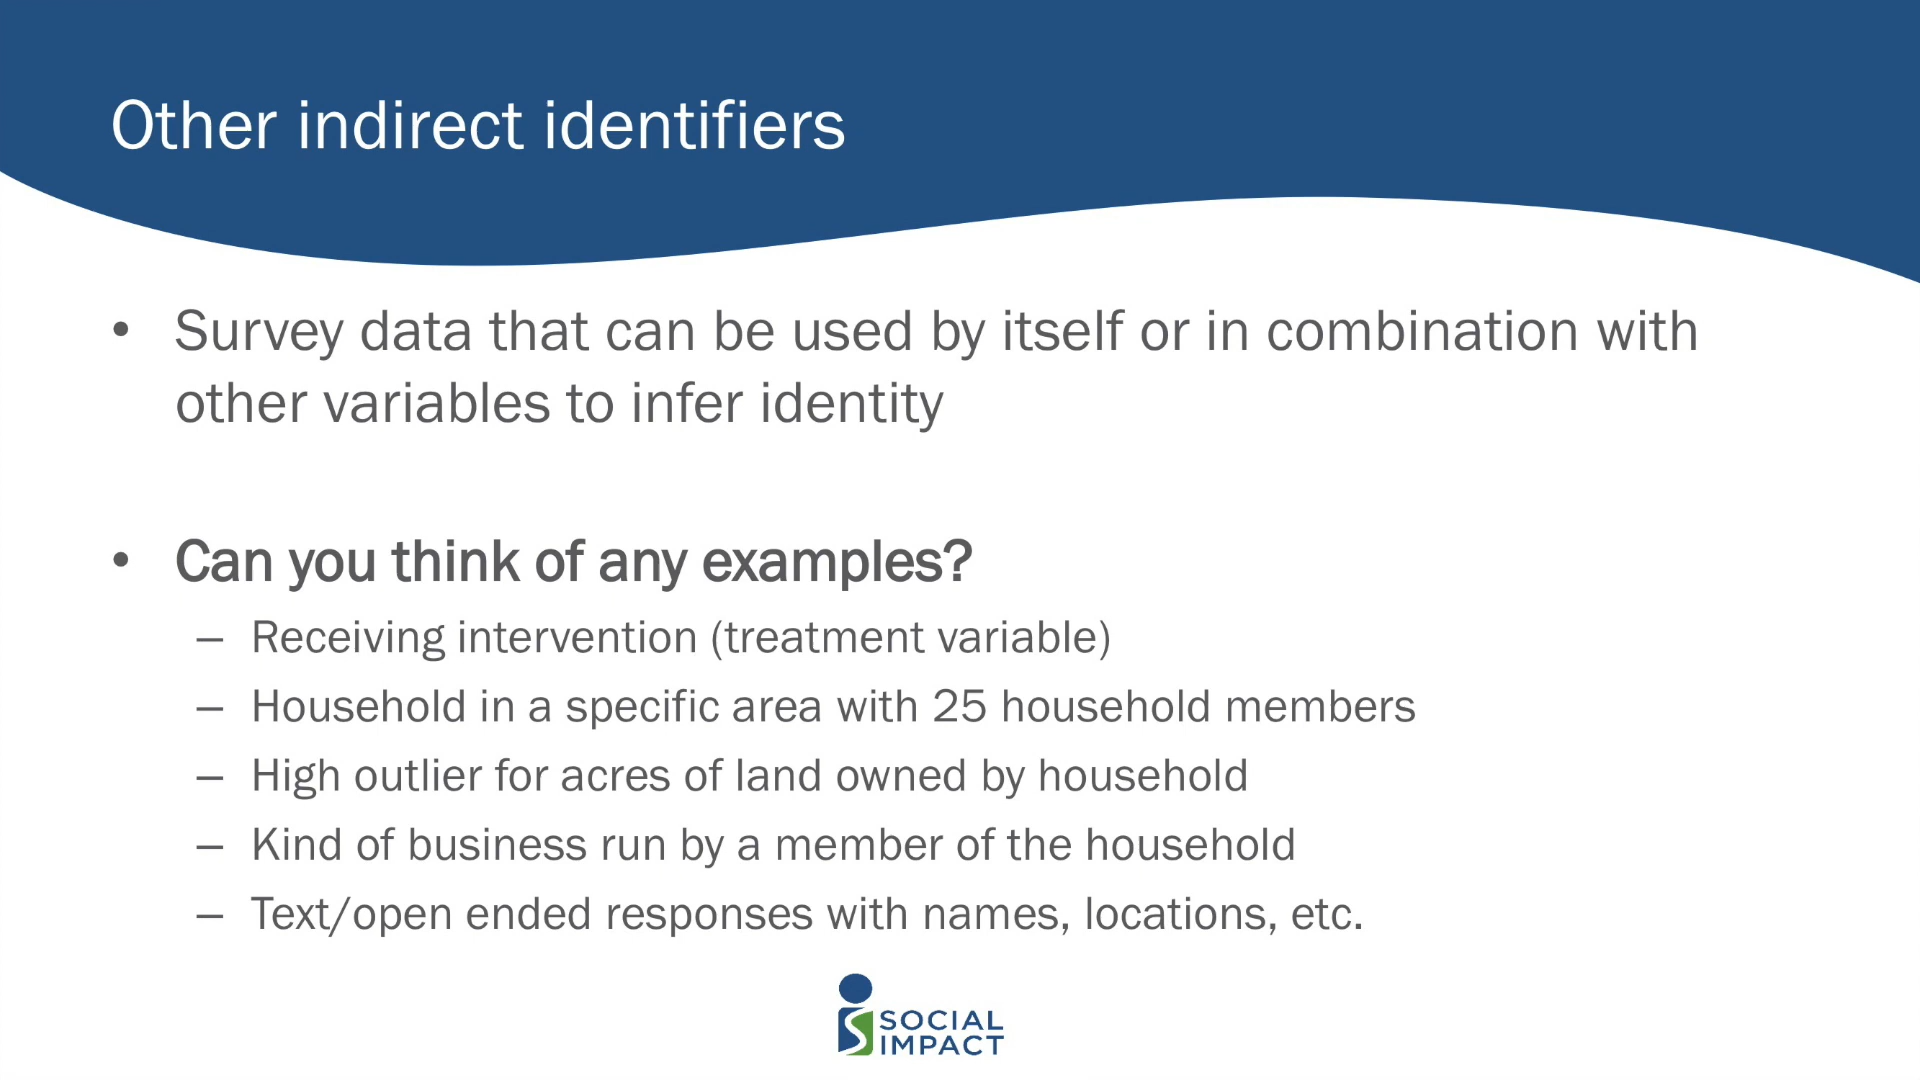 Other indirect identifiers
• Survey data that can be used by itself or in combination with
other variables to infer identity
• Can you think of any examples?
– Receiving intervention (treatment variable)
– Household in a specific area with 25 household members
– High outlier for acres of land owned by household
– Kind of business run by a member of the household
– Text/open ended responses with names, locations, etc.
SOCIAL
IMPACT